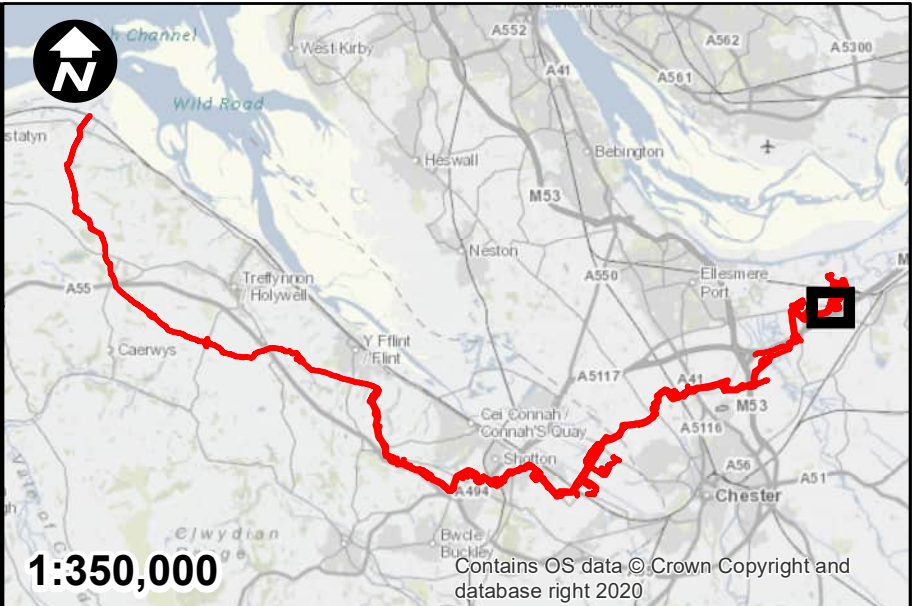 N
h Channel
West Kirby
A552
A562
A5300
A41
A561
Wild Road
statyn
Heswall
Bebington
M53
Neston
A550
Ellesmere
Port
M
Treffynnon
/Holywell
A55
Y Fflint
/Flint
Caerwys
A5117
A41
M53
Cei Connah /
Connah'S Quay
A5116
Shotton
A56
A51
A494
Chester
Clwydian
Bwcle
Buckley
1:350,000
Contains OS data © Crown Copyright and
database right 2020